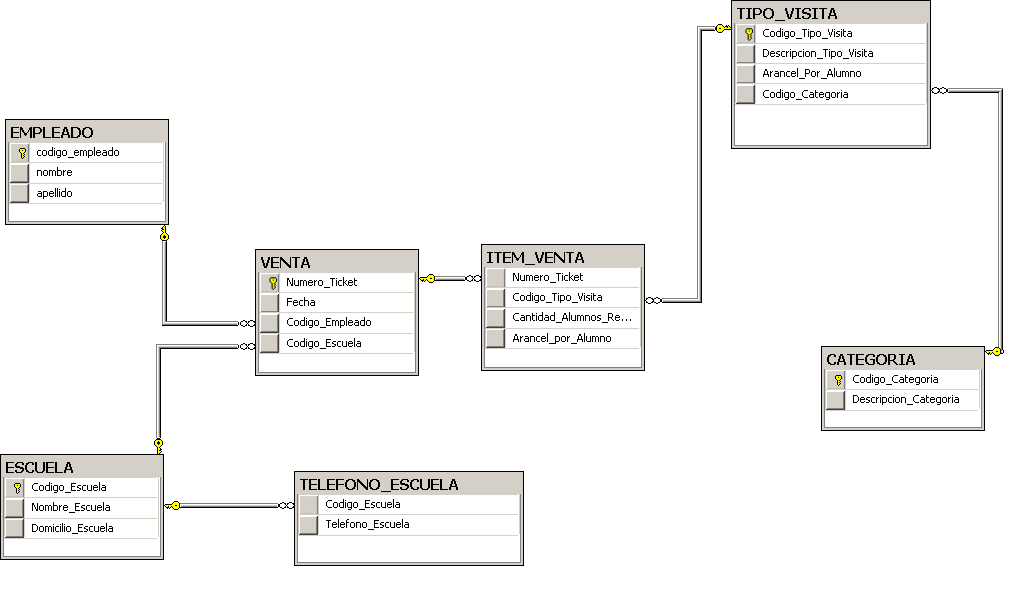 TIPO_VISITA
Codigo_Tipo_Visita
Descripcion_Tipo_Visita
Arancel_Por_Alumno
Codigo_Categoria
EMPLEADO
codigo_empleado
nombre
apellido
VENTA
Numero_Ticket
Fecha
Codigo_Empleado
Codigo_Escuela
ITEM_VENTA
Numero_Ticket
Codigo_Tipo_Visita
Cantidad_Alumnos_Re...
Arancel_por_Alumno
CATEGORIA
Codigo_Categoria
Descripcion_Categoria
ESCUELA
Codigo_Escuela
Nombre_Escuela
Domicilio_Escuela
TELEFONO_ESCUELA
Codigo_Escuela
Telefono_Escuela